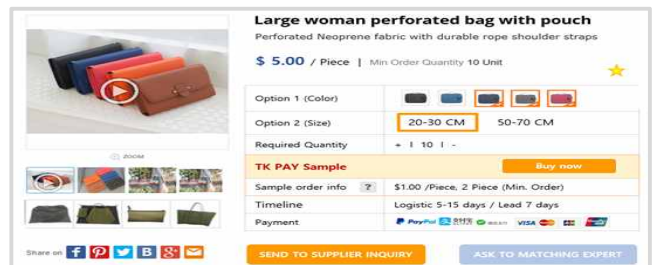 Large woman perforated bag with pouch
Perforated Neoprene fabric with durable rope shoulder straps
$ 5.00 / Piece | Min Order Quantity 10 Unit
Option 1 (Color)
Option 2 (Size) 20-30 CM 50-70 CM
Required Quantity + I 10 I -
TK PAY Sample Buy now
Sample order info ? $1.00 /Piece, 2 Piece (Min. Order)
Timeline Logistic 5-15 days / Lead 7 days
Payment PayPal VISA
ZOOM
Share on
SEND TO SUPPLIER INQUIRY ASK TO MATCHING EXPERT